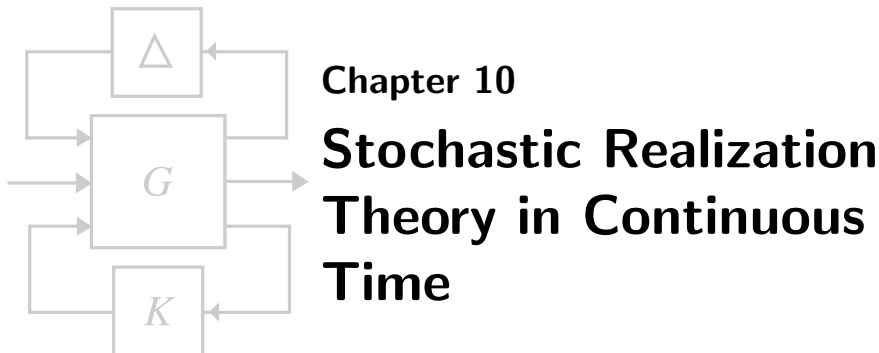 Δ
G
K
Chapter 10
Stochastic Realization
Theory in Continuous
Time